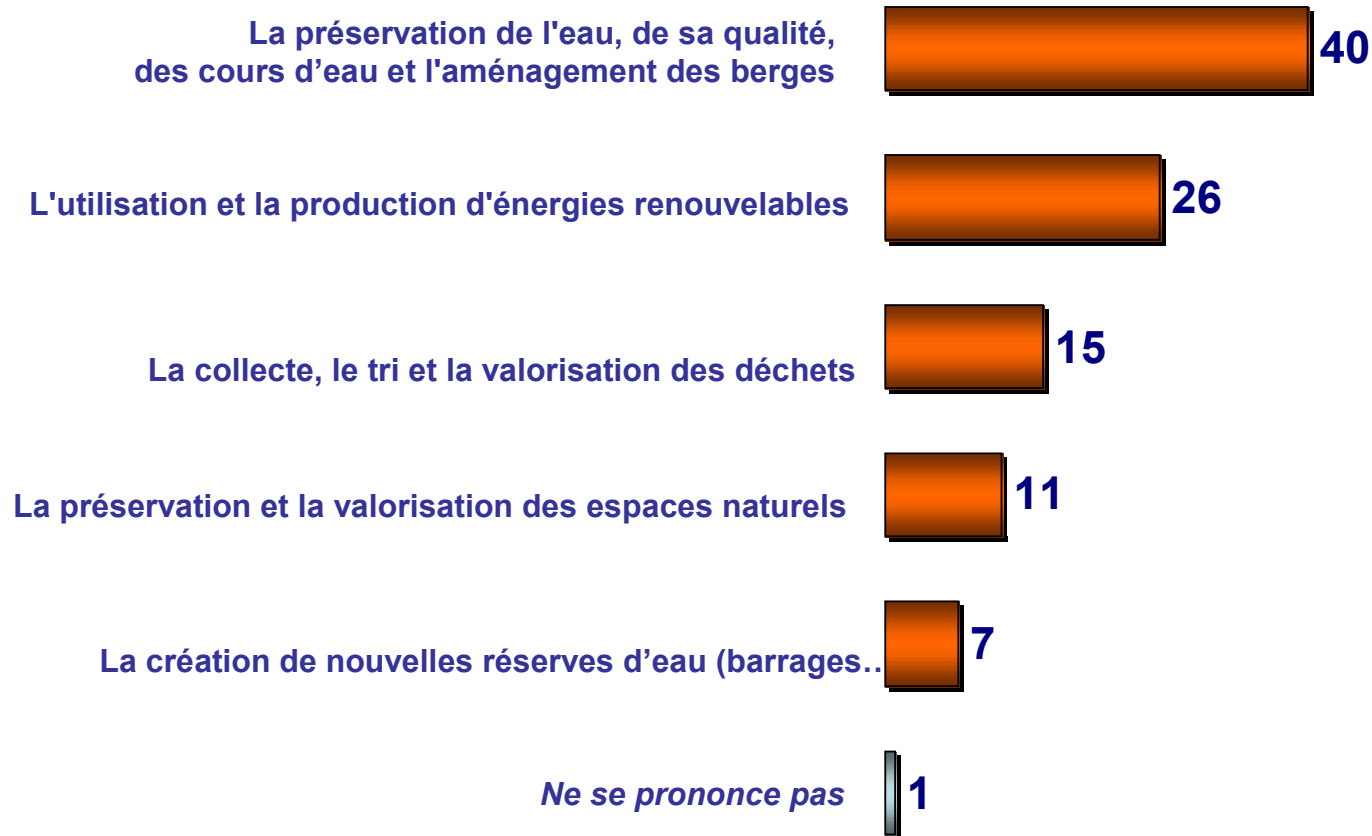 La préservation de l'eau, de sa qualité,
des cours d’eau et l'aménagement des berges
40
L'utilisation et la production d'énergies renouvelables
26
La collecte, le tri et la valorisation des déchets
15
La préservation et la valorisation des espaces naturels
11
La création de nouvelles réserves d’eau (barrages…
7
Ne se prononce pas
1